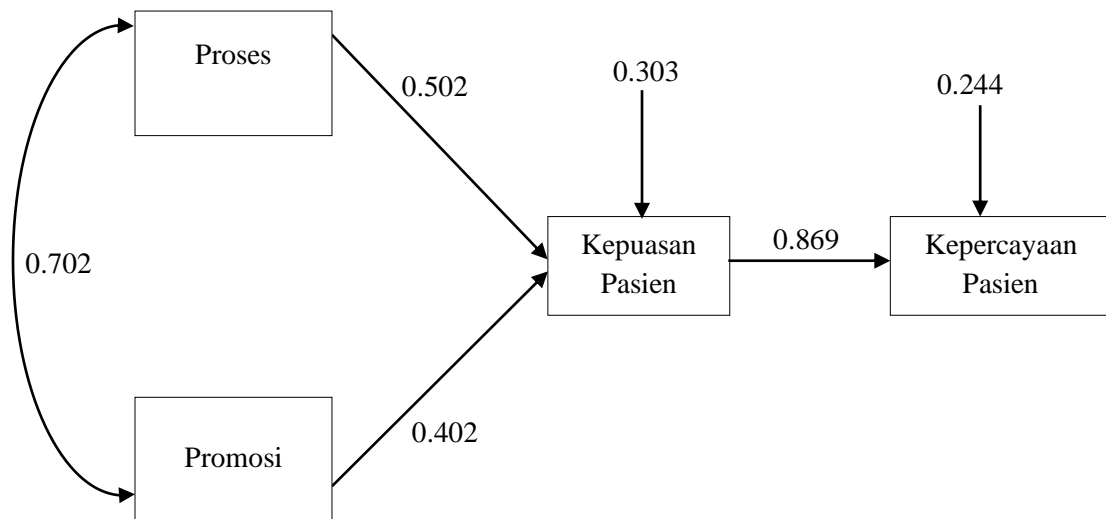 Proses
0.502
0.303
0.244
0.702
Kepuasan
Pasien
0.869
Kepercayaan
Pasien
Promosi
0.402